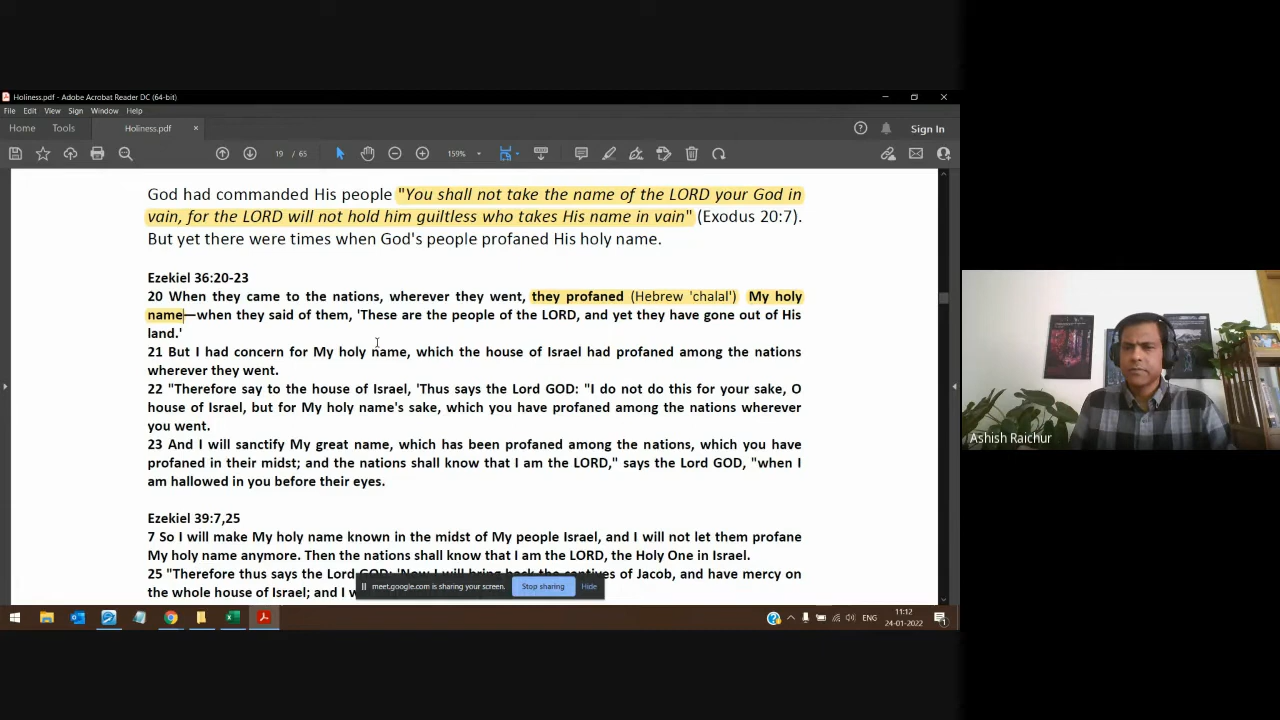 Holiness.pdf - Adobe Acrobat Reader DC (64-bit)
File Edit View Sign Window Help
Home Tools Holiness.pdf × Sign In
19 / 65 159%
God had commanded His people "You shall not take the name of the LORD your God in
vain, for the LORD will not hold him guiltless who takes His name in vain" (Exodus 20:7).
But yet there were times when God's people profaned His holy name.
Ezekiel 36:20-23
20 When they came to the nations, wherever they went, they profaned (Hebrew 'chalal') My holy
name—when they said of them, 'These are the people of the LORD, and yet they have gone out of His
land.'
21 But I had concern for My holy name, which the house of Israel had profaned among the nations
wherever they went.
22 "Therefore say to the house of Israel, 'Thus says the Lord GOD: "I do not do this for your sake, O
house of Israel, but for My holy name's sake, which you have profaned among the nations wherever
you went.
23 And I will sanctify My great name, which has been profaned among the nations, which you have
profaned in their midst; and the nations shall know that I am the LORD," says the Lord GOD, "when I
am hallowed in you before their eyes.
Ezekiel 39:7,25
7 So I will make My holy name known in the midst of My people Israel, and I will not let them profane
My holy name anymore. Then the nations shall know that I am the LORD, the Holy One in Israel.
25 "Therefore thus says the Lord GOD: 'Now I will bring back the captives of Jacob, and have mercy on
the whole house of Israel; and I
meet.google.com is sharing your screen. Stop sharing Hide
ENG
11:12
24-01-2022
Ashish Raichur